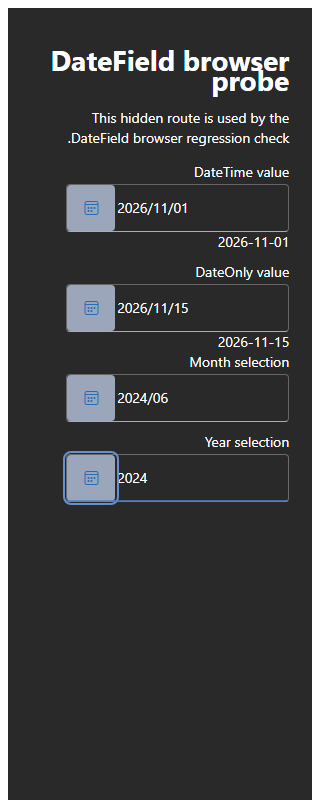 DateField browser
probe
This hidden route is used by the
.DateField browser regression check
DateTime value
2026/11/01
2026-11-01
DateOnly value
2026/11/15
2026-11-15
Month selection
2024/06
Year selection
2024